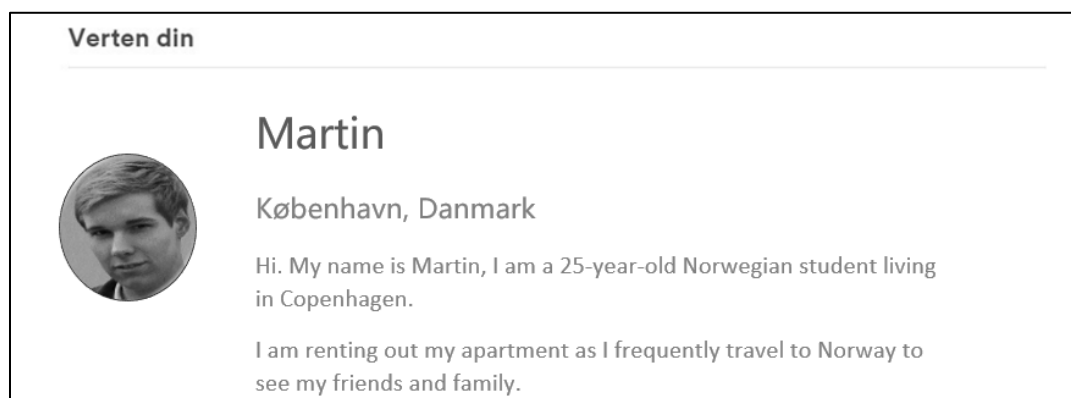 Verten din
Martin
København, Danmark
Hi. My name is Martin, I am a 25-year-old Norwegian student living
in Copenhagen.
I am renting out my apartment as I frequently travel to Norway to
see my friends and family.